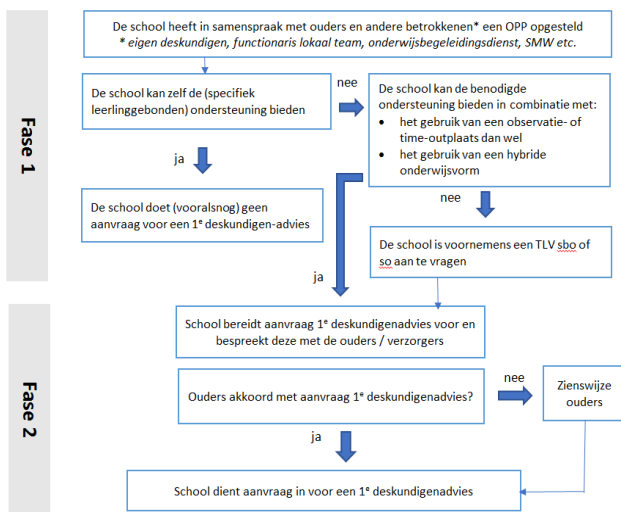 De school heeft in samenspraak met ouders en andere betrokkenen* een OPP opgesteld
* eigen deskundigen, functionaris lokaal team, onderwijsbegeleidingsdienst, SMW etc.
Fase 1
De school kan zelf de (specifiek
leerlinggebonden) ondersteuning bieden
nee
De school kan de benodigde
ondersteuning bieden in combinatie met:
• het gebruik van een observatie- of
time-outplaats dan wel
• het gebruik van een hybride
onderwijsvorm
ja
nee
De school doet (vooralsnog) geen
aanvraag voor een 1e deskundigen-advies
De school is voornemens een TLV sbo of
so aan te vragen
ja
Fase 2
School bereidt aanvraag 1e deskundigenadvies voor en
bespreekt deze met de ouders / verzorgers
Ouders akkoord met aanvraag 1e deskundigenadvies?
nee
Zienswijze
ouders
ja
School dient aanvraag in voor een 1e deskundigenadvies